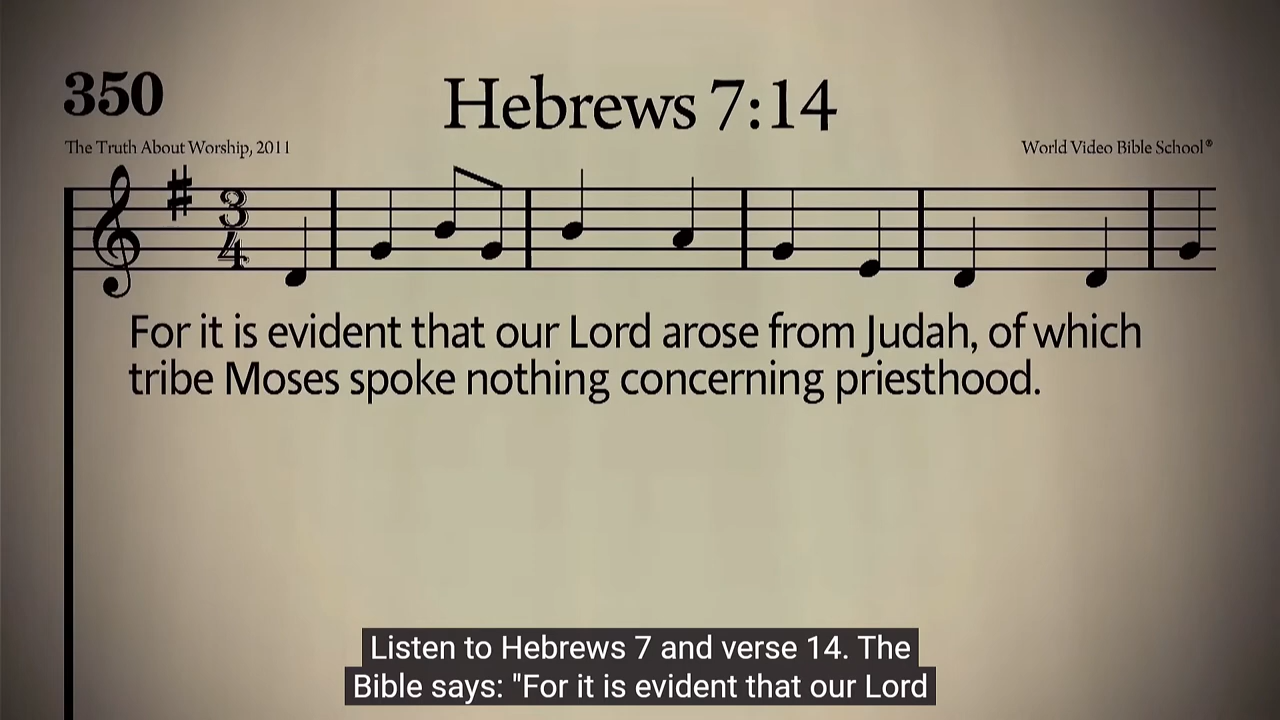 350
Hebrews 7:14
The Truth About Worship, 2011
World Video Bible School®
3
4
For it is evident that our Lord arose from Judah, of which
tribe Moses spoke nothing concerning priesthood.
Listen to Hebrews 7 and verse 14. The
Bible says: "For it is evident that our Lord